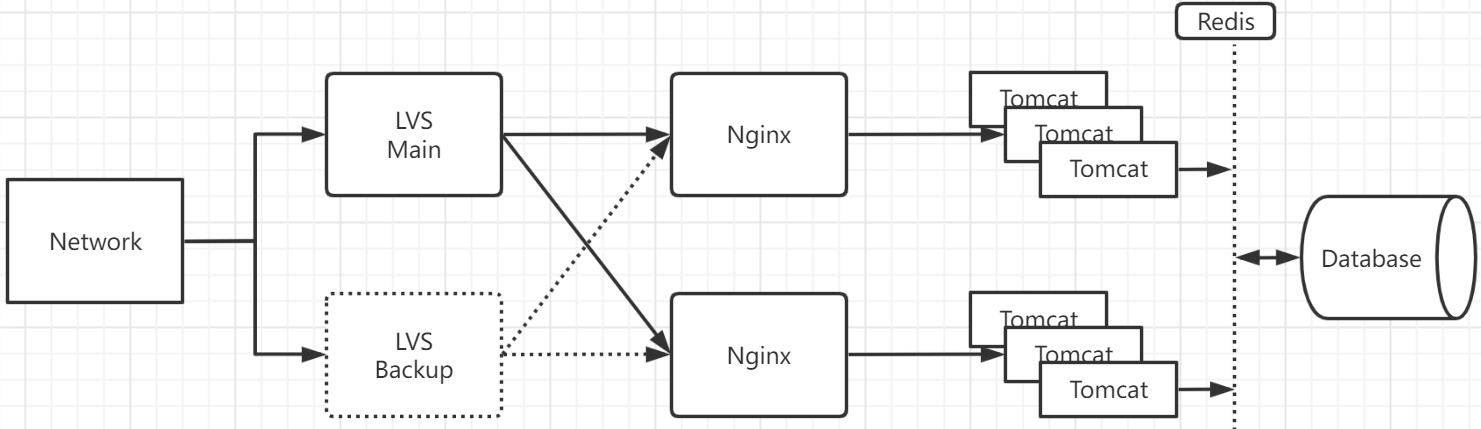 Redis
LVS
Main
Nginx
Tomcat
Tomcat
Tomcat
Network
Database
LVS
Backup
Nginx
Tomcat
Tomcat
Tomcat